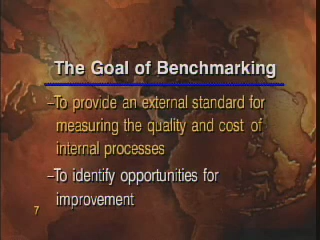 The Goal of Benchmarking
–To provide an external standard for
measuring the quality and cost of
internal processes
–To identify opportunities for
improvement
7